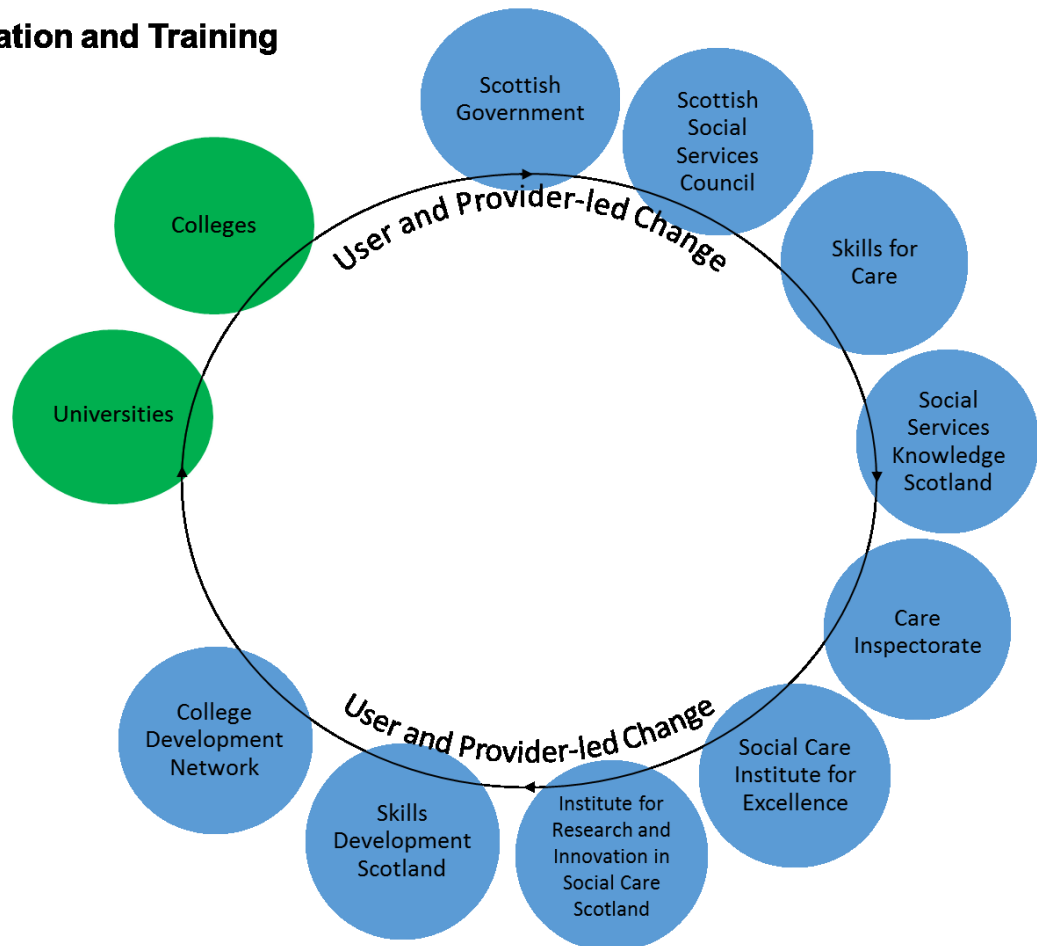 ation and Training
Scottish
Government
Scottish
Social
Services
Council
Skills for
Care
Social
Services
Knowledge
Scotland
Care
Inspectorate
Social Care
Institute for
Excellence
Institute for
Research and
Innovation in
Social Care
Scotland
Skills
Development
Scotland
College
Development
Network
Universities
Colleges
User and Provider-led Change
User and Provider-led Change